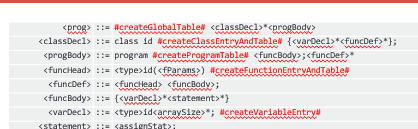 <prog> ::= #createGlobalTable# <classDecl>*<progBody>
<classDecl> ::= class id #createClassEntryAndTable# {<varDecl>*<funcDef>*};
<progBody> ::= program #createProgramTable# <funcBody>;<funcDef>*
<funcHead> ::= <type>id(<fParams>) #createFunctionEntryAndTable#
<funcDef> ::= <funcHead> <funcBody>;
<funcBody> ::= {<varDecl>*<statement>*}
<varDecl> ::= <type>id<arraySize>*; #createVariableEntry#
<statement> ::= <assignStat>;